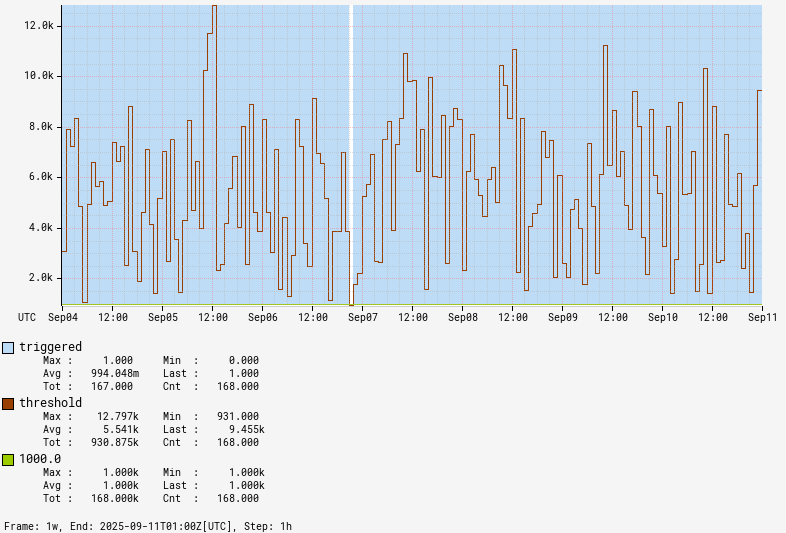 12.0k
10.0k
8.0k
6.0k
4.0k
2.0k
UTC Sep04 12:00 Sep05 12:00 Sep06 12:00 Sep07 12:00 Sep08 12:00 Sep09 12:00 Sep10 12:00 Sep11
triggered
Max : 1.000 Min : 0.000
Avg : 994.048m Last : 1.000
Tot : 167.000 Cnt : 168.000
threshold
Max : 12.797k Min : 931.000
Avg : 5.541k Last : 9.455k
Tot : 930.875k Cnt : 168.000
1000.0
Max : 1.000k Min : 1.000k
Avg : 1.000k Last : 1.000k
Tot : 168.000k Cnt : 168.000
Frame: 1w, End: 2025-09-11T01:00Z[UTC], Step: 1h